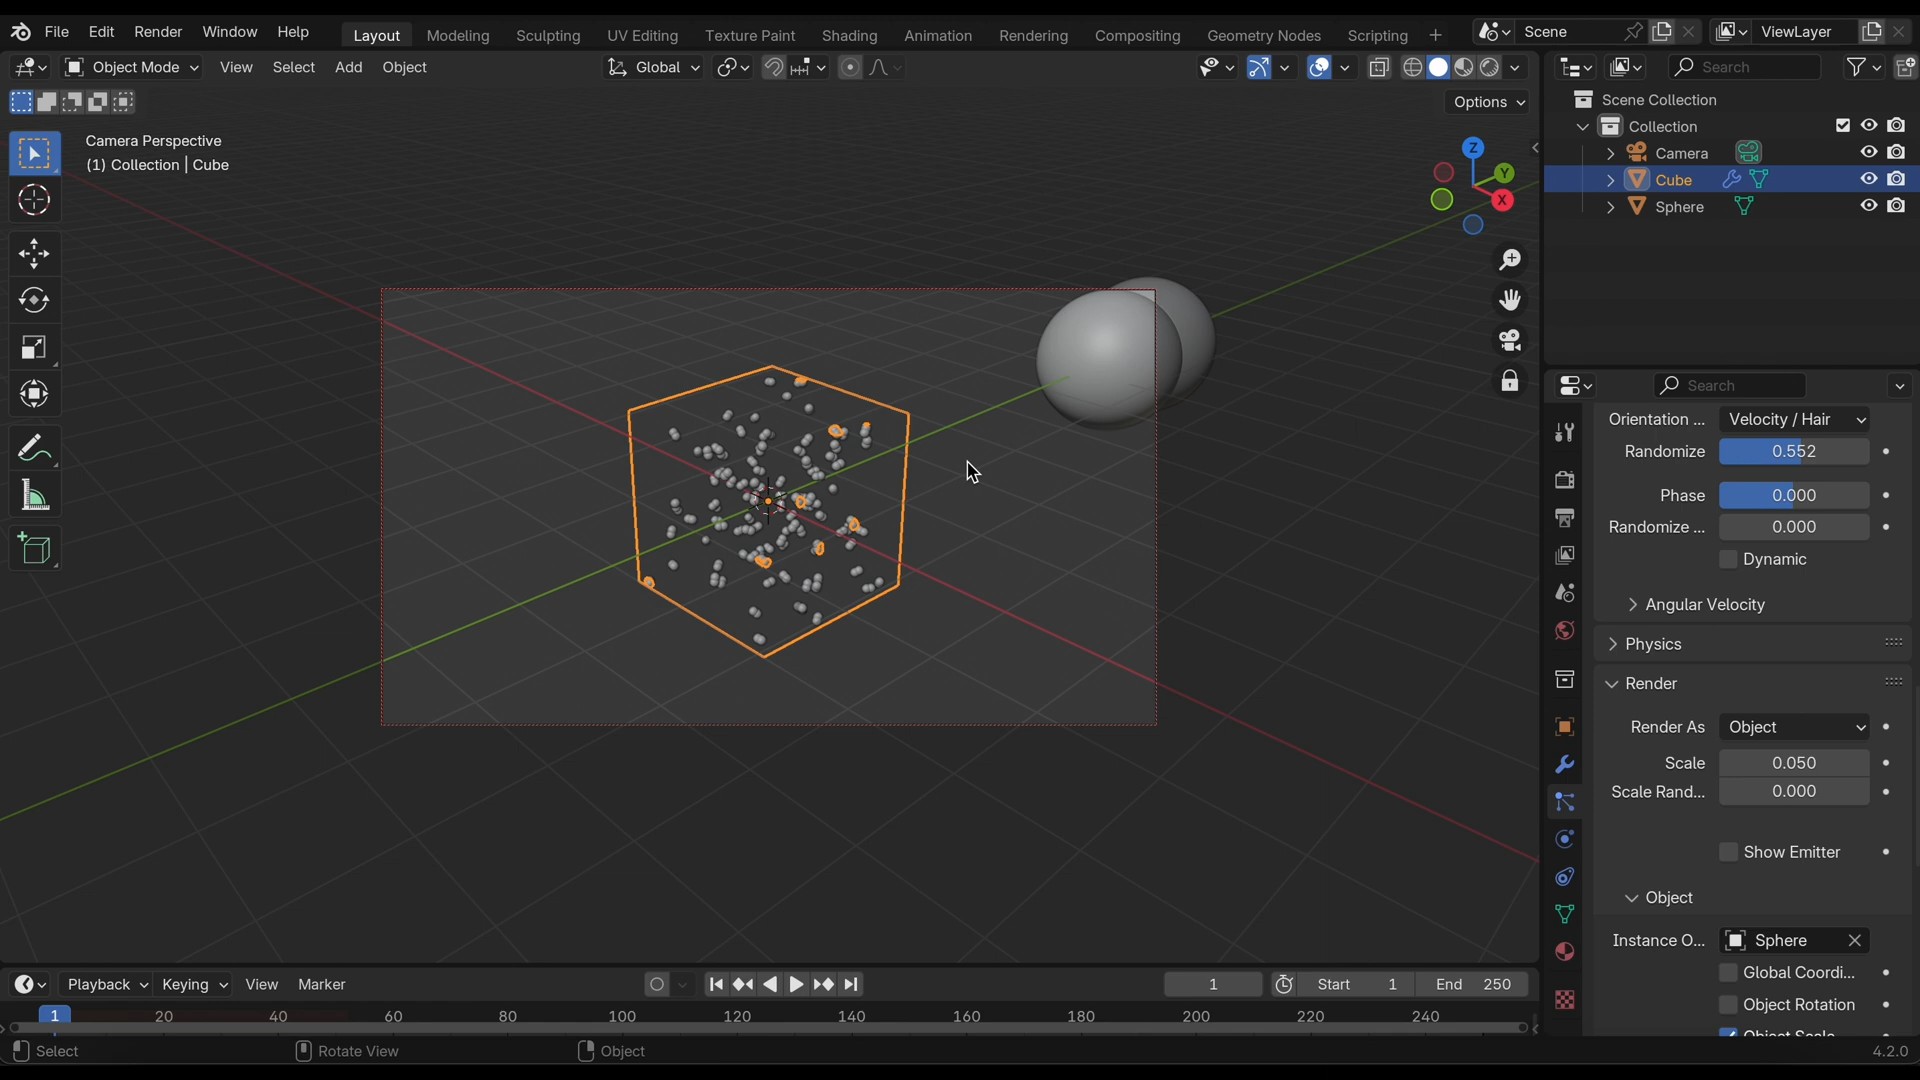 File Edit Render Window Help Layout Modeling Sculpting UV Editing Texture Paint Shading Animation Rendering Compositing Geometry Nodes Scripting + Scene ViewLayer
Object Mode View Select Add Object Global Search
Options
Scene Collection
Collection
Camera
Cube
Sphere
Camera Perspective
(1) Collection | Cube
Z
Y
X
Search
Orientation ... Velocity / Hair
Randomize 0.552
Phase 0.000
Randomize ... 0.000
Dynamic
Angular Velocity
Physics
Render
Render As Object
Scale 0.050
Scale Rand... 0.000
Show Emitter
Object
Instance O... Sphere
Global Coordi...
Object Rotation
Object Scale
Playback Keying View Marker 1 Start 1 End 250
1 20 40 60 80 100 120 140 160 180 200 220 240
Select Rotate View Object 4.2.0